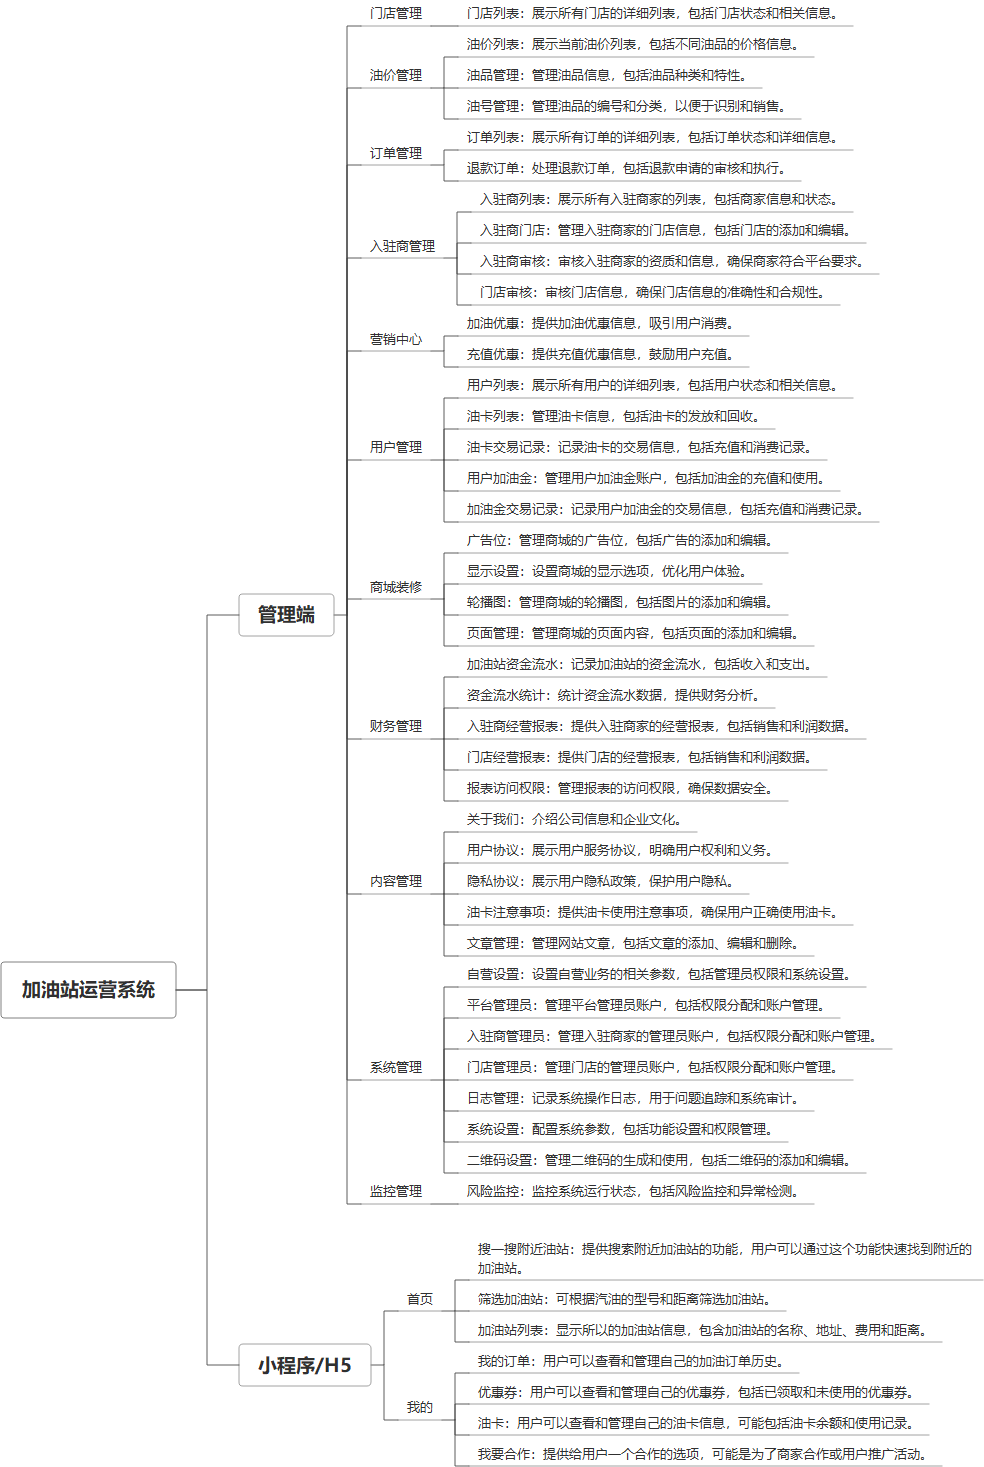 加油站运营系统
管理端
门店管理
门店列表：展示所有门店的详细列表，包括门店状态和相关信息。
油价管理
油价列表：展示当前油价列表，包括不同油品的价格信息。
油品管理：管理油品信息，包括油品种类和特性。
油号管理：管理油品的编号和分类，以便于识别和销售。
订单管理
订单列表：展示所有订单的详细列表，包括订单状态和详细信息。
退款订单：处理退款订单，包括退款申请的审核和执行。
入驻商管理
入驻商列表：展示所有入驻商家的列表，包括商家信息和状态。
入驻商门店：管理入驻商家的门店信息，包括门店的添加和编辑。
入驻商审核：审核入驻商家的资质和信息，确保商家符合平台要求。
门店审核：审核门店信息，确保门店信息的准确性和合规性。
营销中心
加油优惠：提供加油优惠信息，吸引用户消费。
充值优惠：提供充值优惠信息，鼓励用户充值。
用户管理
用户列表：展示所有用户的详细列表，包括用户状态和相关信息。
油卡列表：管理油卡信息，包括油卡的发放和回收。
油卡交易记录：记录油卡的交易信息，包括充值和消费记录。
用户加油金：管理用户加油金账户，包括加油金的充值和使用。
加油金交易记录：记录用户加油金的交易信息，包括充值和消费记录。
商城装修
广告位：管理商城的广告位，包括广告的添加和编辑。
显示设置：设置商城的显示选项，优化用户体验。
轮播图：管理商城的轮播图，包括图片的添加和编辑。
页面管理：管理商城的页面内容，包括页面的添加和编辑。
财务管理
加油站资金流水：记录加油站的资金流水，包括收入和支出。
资金流水统计：统计资金流水数据，提供财务分析。
入驻商经营报表：提供入驻商家的经营报表，包括销售和利润数据。
门店经营报表：提供门店的经营报表，包括销售和利润数据。
报表访问权限：管理报表的访问权限，确保数据安全。
内容管理
关于我们：介绍公司信息和企业文化。
用户协议：展示用户服务协议，明确用户权利和义务。
隐私协议：展示用户隐私政策，保护用户隐私。
油卡注意事项：提供油卡使用注意事项，确保用户正确使用油卡。
文章管理：管理网站文章，包括文章的添加、编辑和删除。
系统管理
自营设置：设置自营业务的相关参数，包括管理员权限和系统设置。
平台管理员：管理平台管理员账户，包括权限分配和账户管理。
入驻商管理员：管理入驻商家的管理员账户，包括权限分配和账户管理。
门店管理员：管理门店的管理员账户，包括权限分配和账户管理。
日志管理：记录系统操作日志，用于问题追踪和系统审计。
系统设置：配置系统参数，包括功能设置和权限管理。
二维码设置：管理二维码的生成和使用，包括二维码的添加和编辑。
监控管理
风险监控：监控系统运行状态，包括风险监控和异常检测。
小程序/H5
首页
搜一搜附近油站：提供搜索附近加油站的功能，用户可以通过这个功能快速找到附近的
加油站。
筛选加油站：可根据汽油的型号和距离筛选加油站。
加油站列表：显示所以的加油站信息，包含加油站的名称、地址、费用和距离。
我的
我的订单：用户可以查看和管理自己的加油订单历史。
优惠券：用户可以查看和管理自己的优惠券，包括已领取和未使用的优惠券。
油卡：用户可以查看和管理自己的油卡信息，可能包括油卡余额和使用记录。
我要合作：提供给用户一个合作的选项，可能是为了商家合作或用户推广活动。